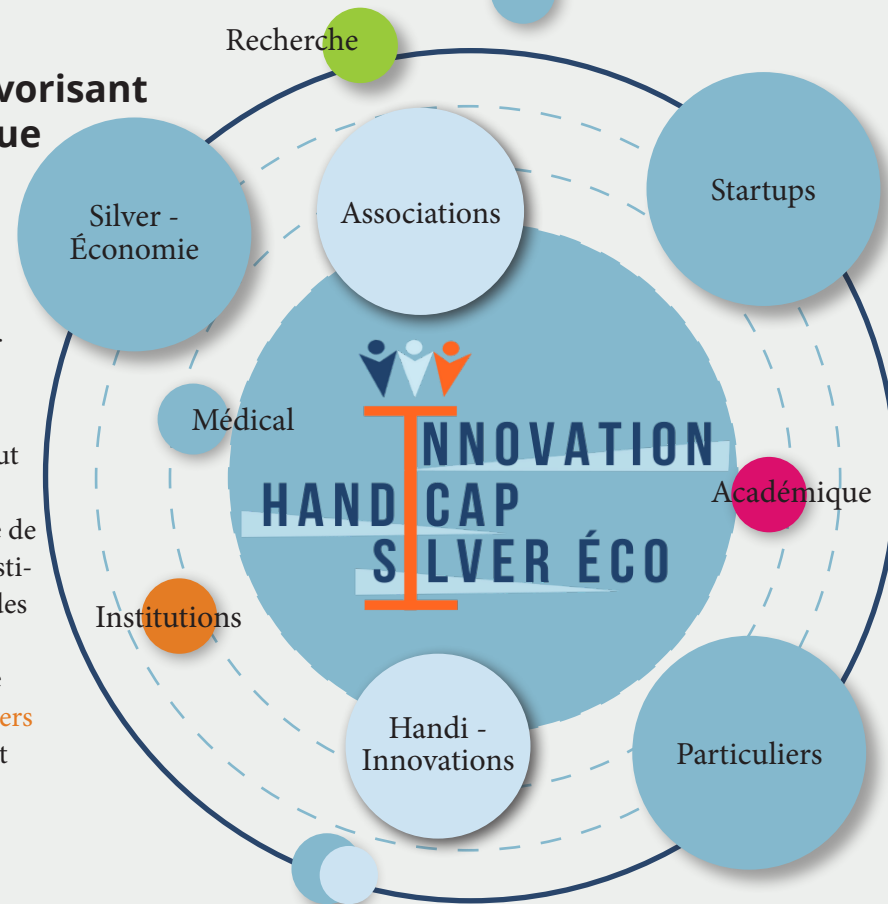 Recherche
vorisant
ue
Silver -
Économie
Associations
Startups
Médical
ut
de
sti-
des
ers
t
INNOVATION
HANDICAP
SILVER ÉCO
Académique
Institutions
Handi -
Innovations
Particuliers